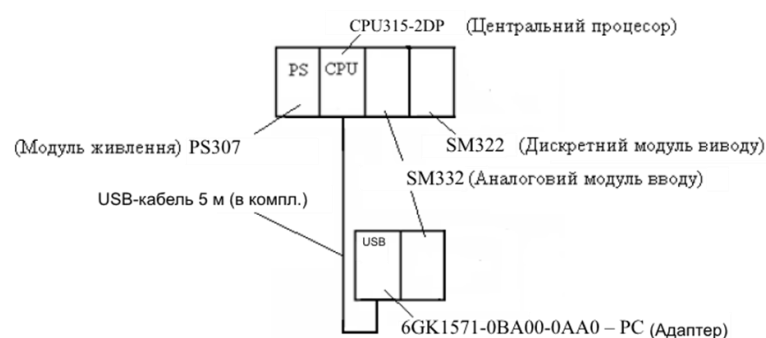 CPU315-2DP (Центральний процесор)
PS CPU
(Модуль живлення) PS307
SM322 (Дискретний модуль виводу)
SM332 (Аналоговий модуль вводу)
USB-кабель 5 м (в компл.)
USB
6GK1571-0BA00-0AA0 – PC (Адаптер)